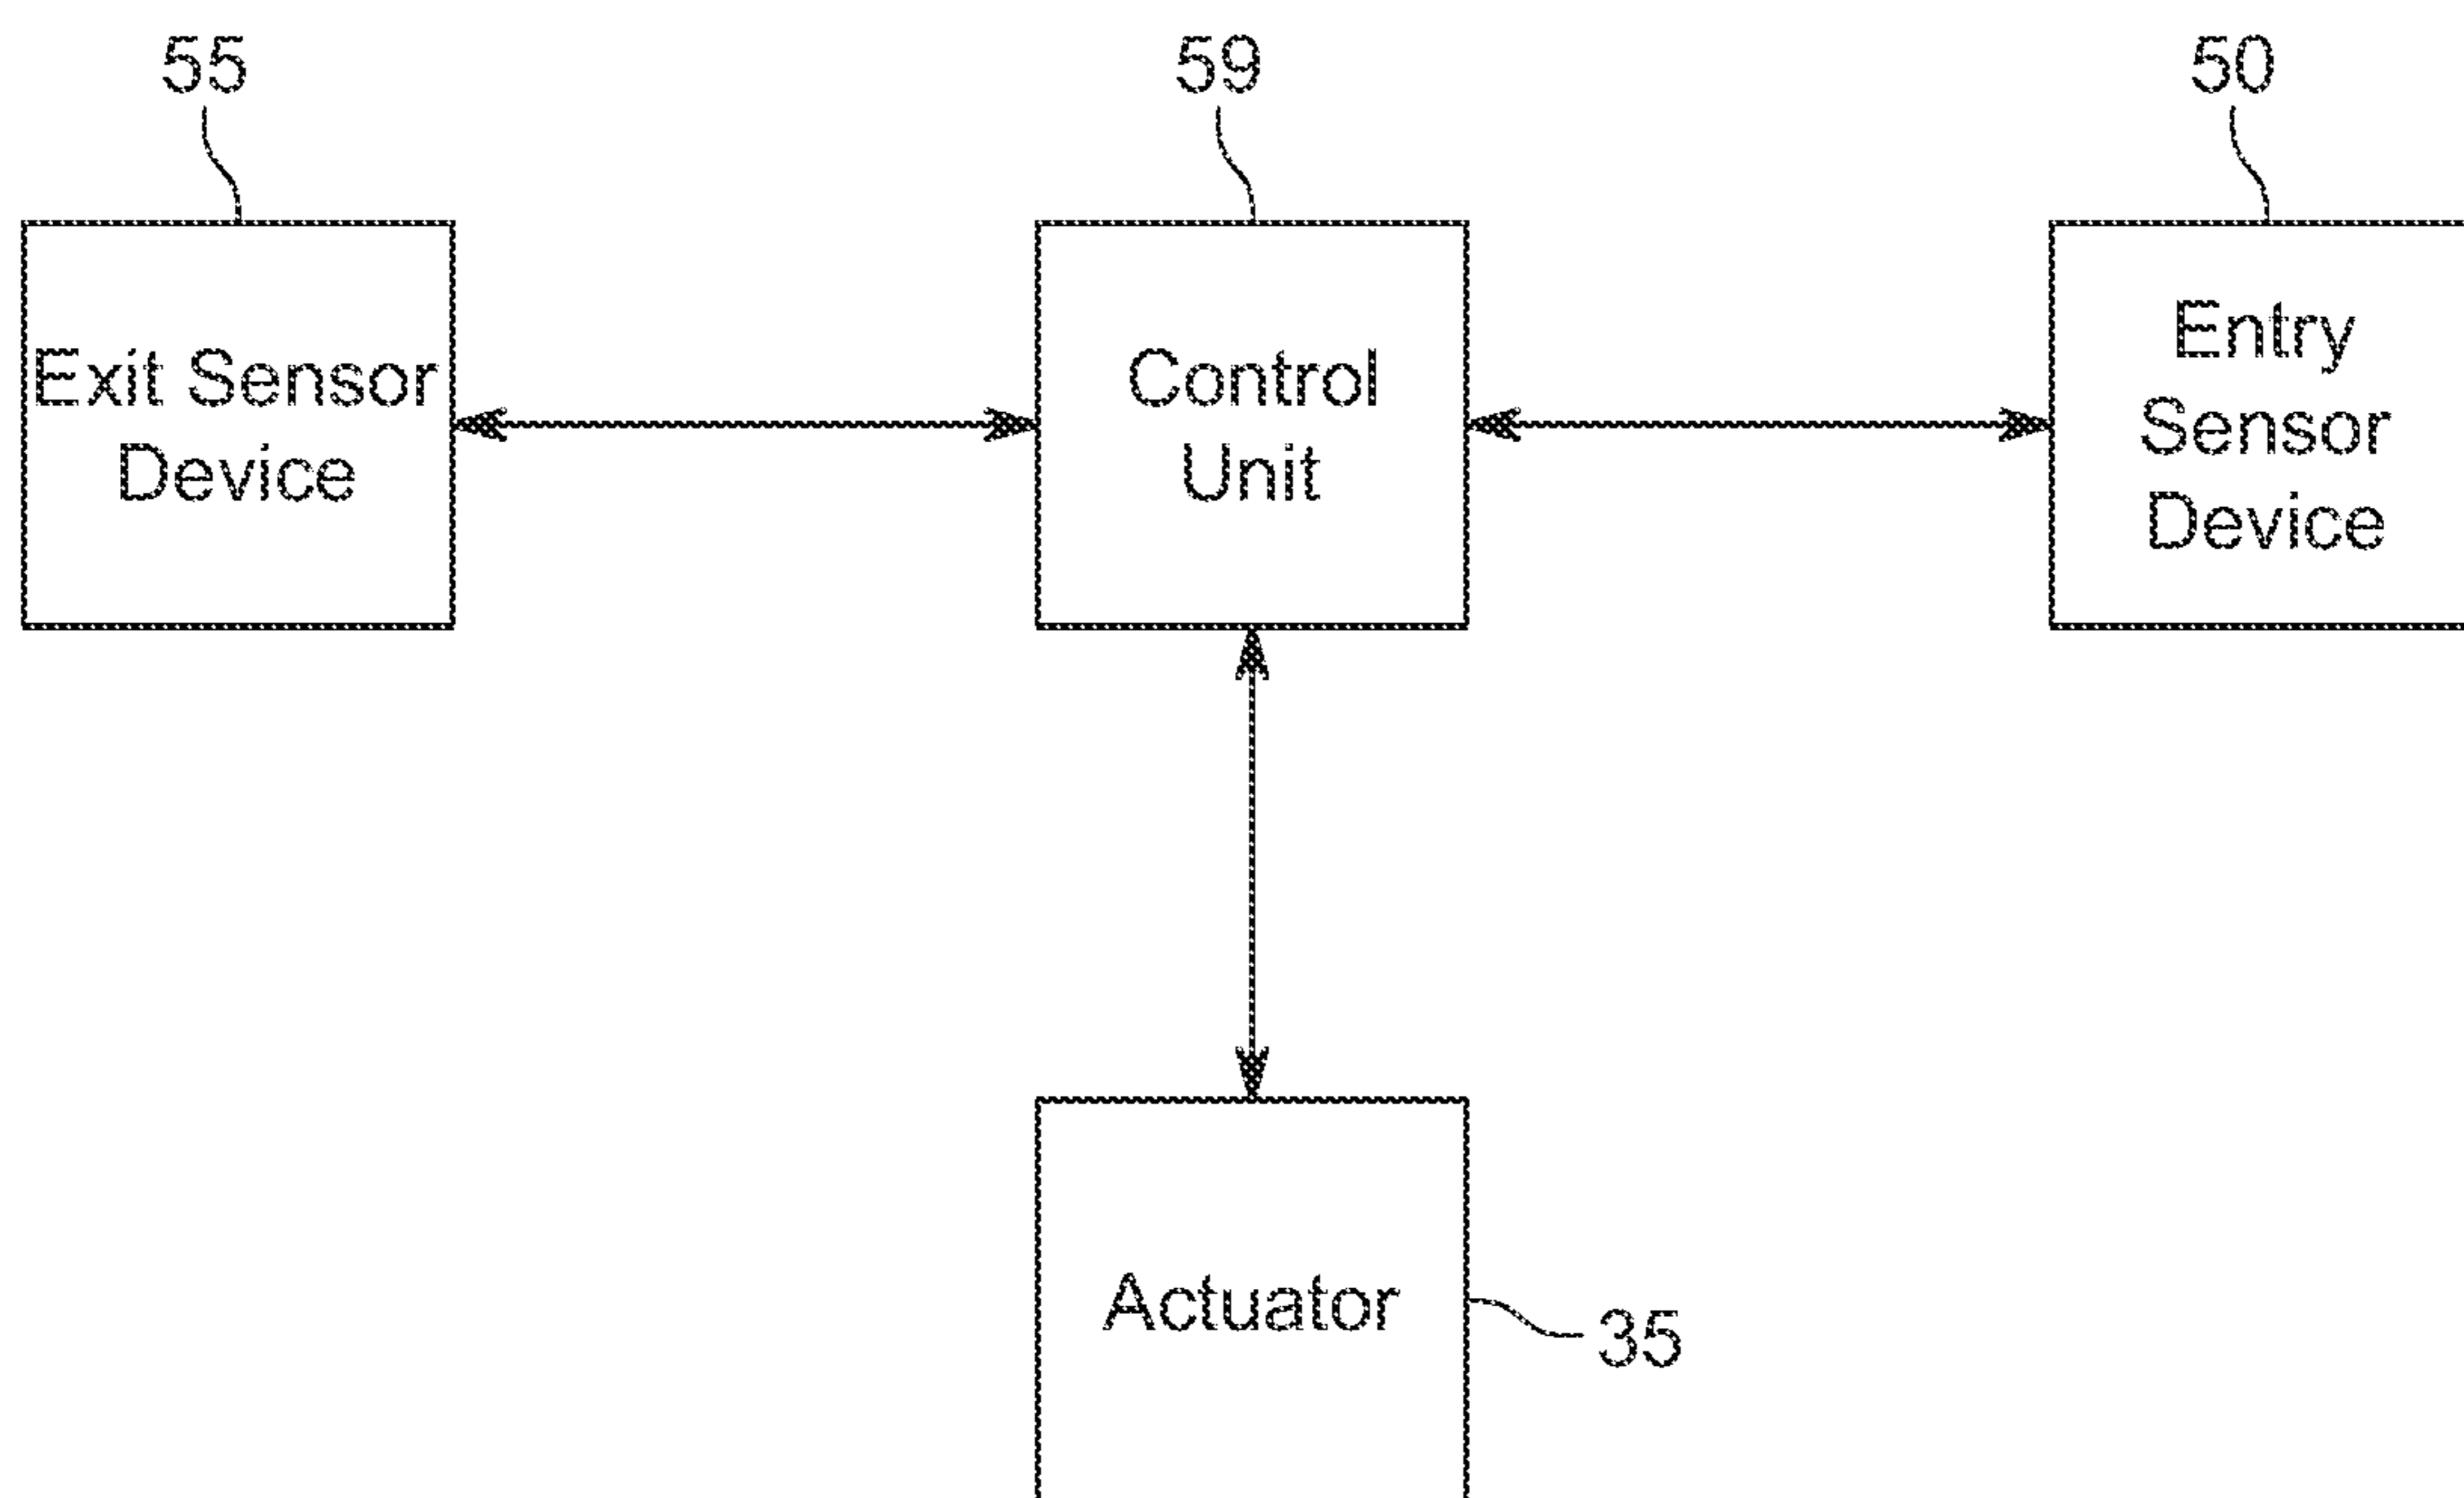 55
59
50
Exit Sensor
Device
Control
Unit
Entry
Sensor
Device
Actuator
35